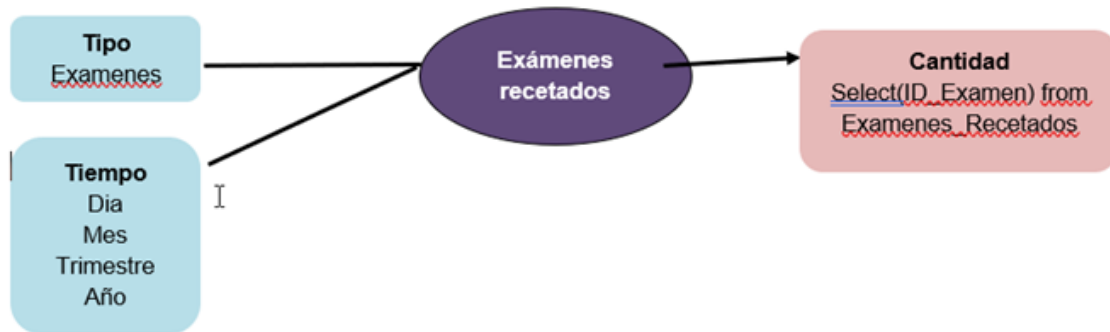 Tipo
Examenes
Tiempo
Dia
Mes
Trimestre
Año
Exámenes
recetados
Cantidad
Select(ID_Examen) from
Examenes_Recetados